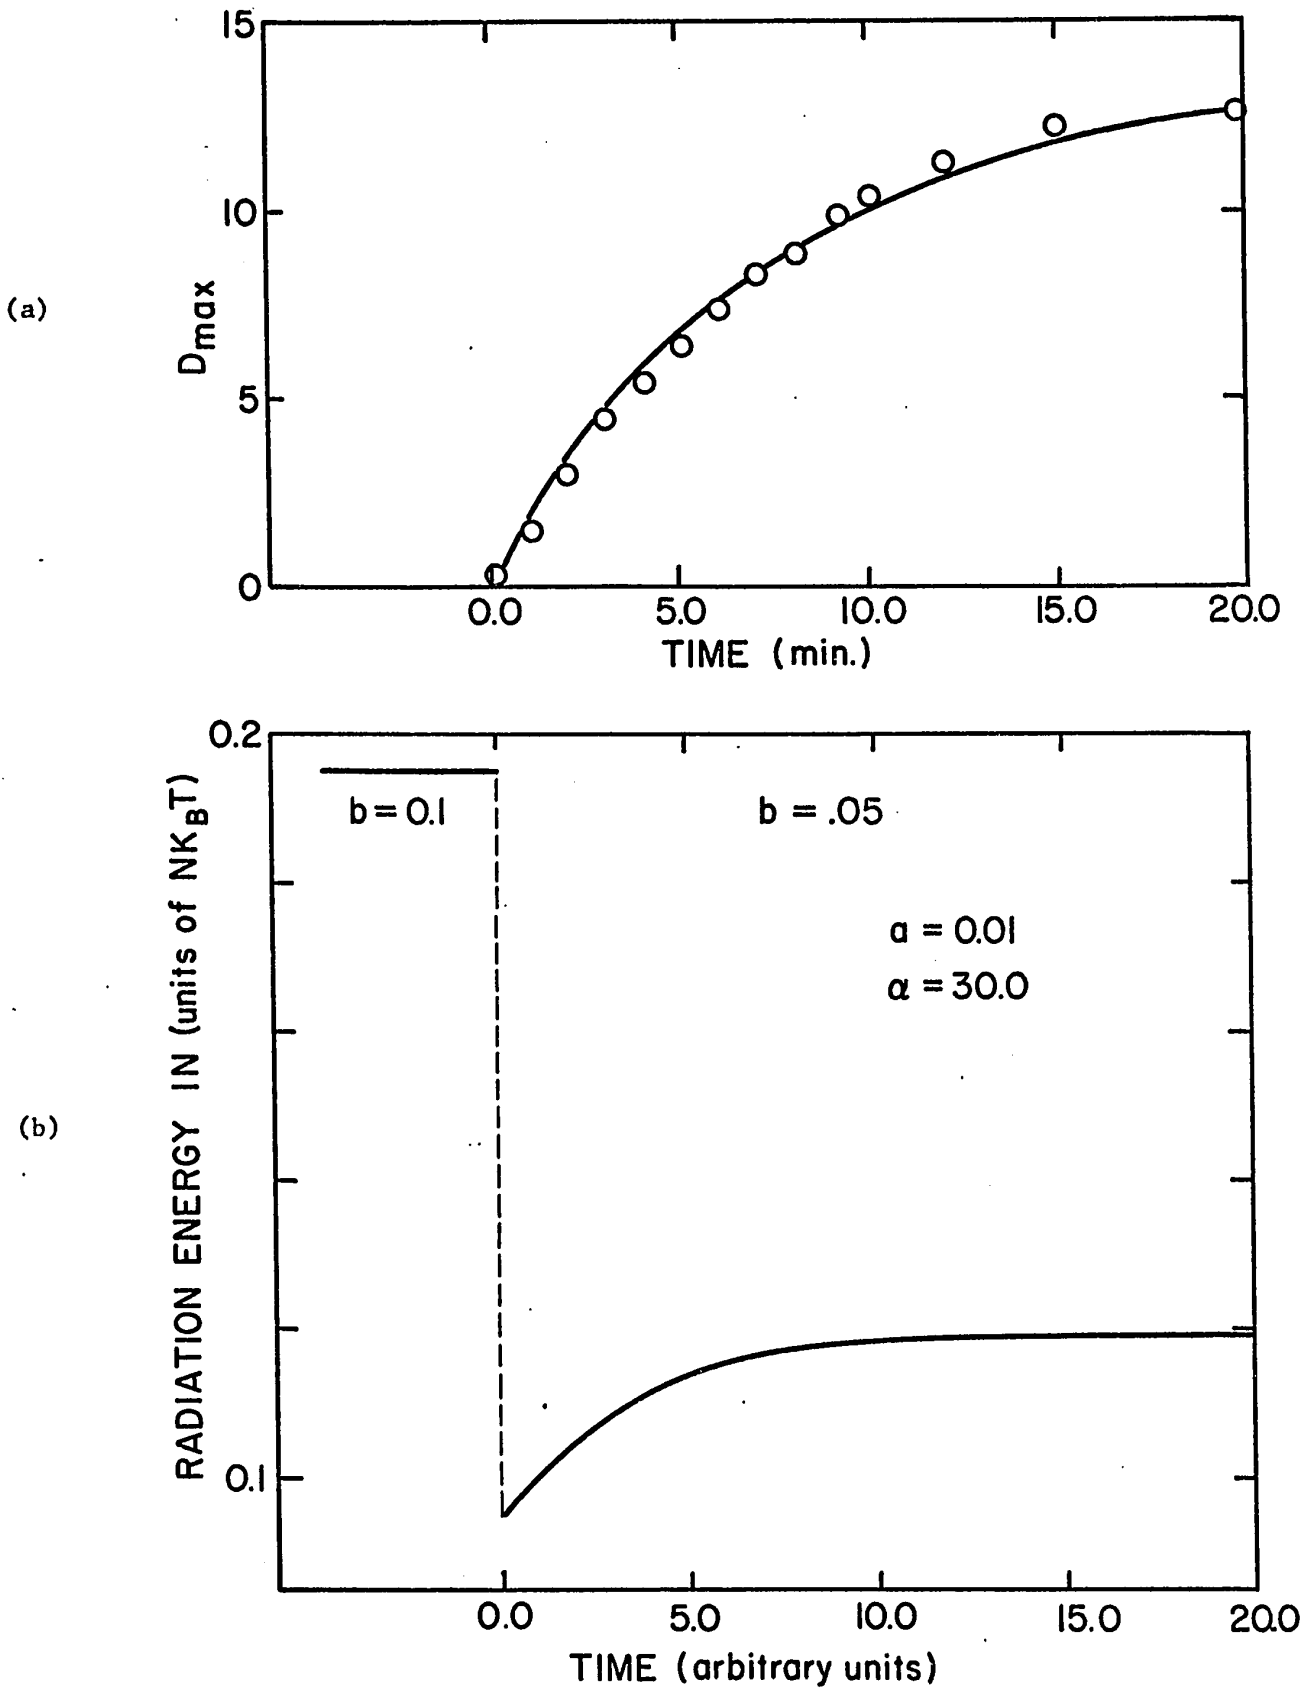 (a)
D_max
15
10
5
0
0.0 5.0 10.0 15.0 20.0
TIME (min.)
(b)
RADIATION ENERGY IN (units of NK_BT)
0.2
0.1
b = 0.1
b = .05
a = 0.01
α = 30.0
0.0 5.0 10.0 15.0 20.0
TIME (arbitrary units)